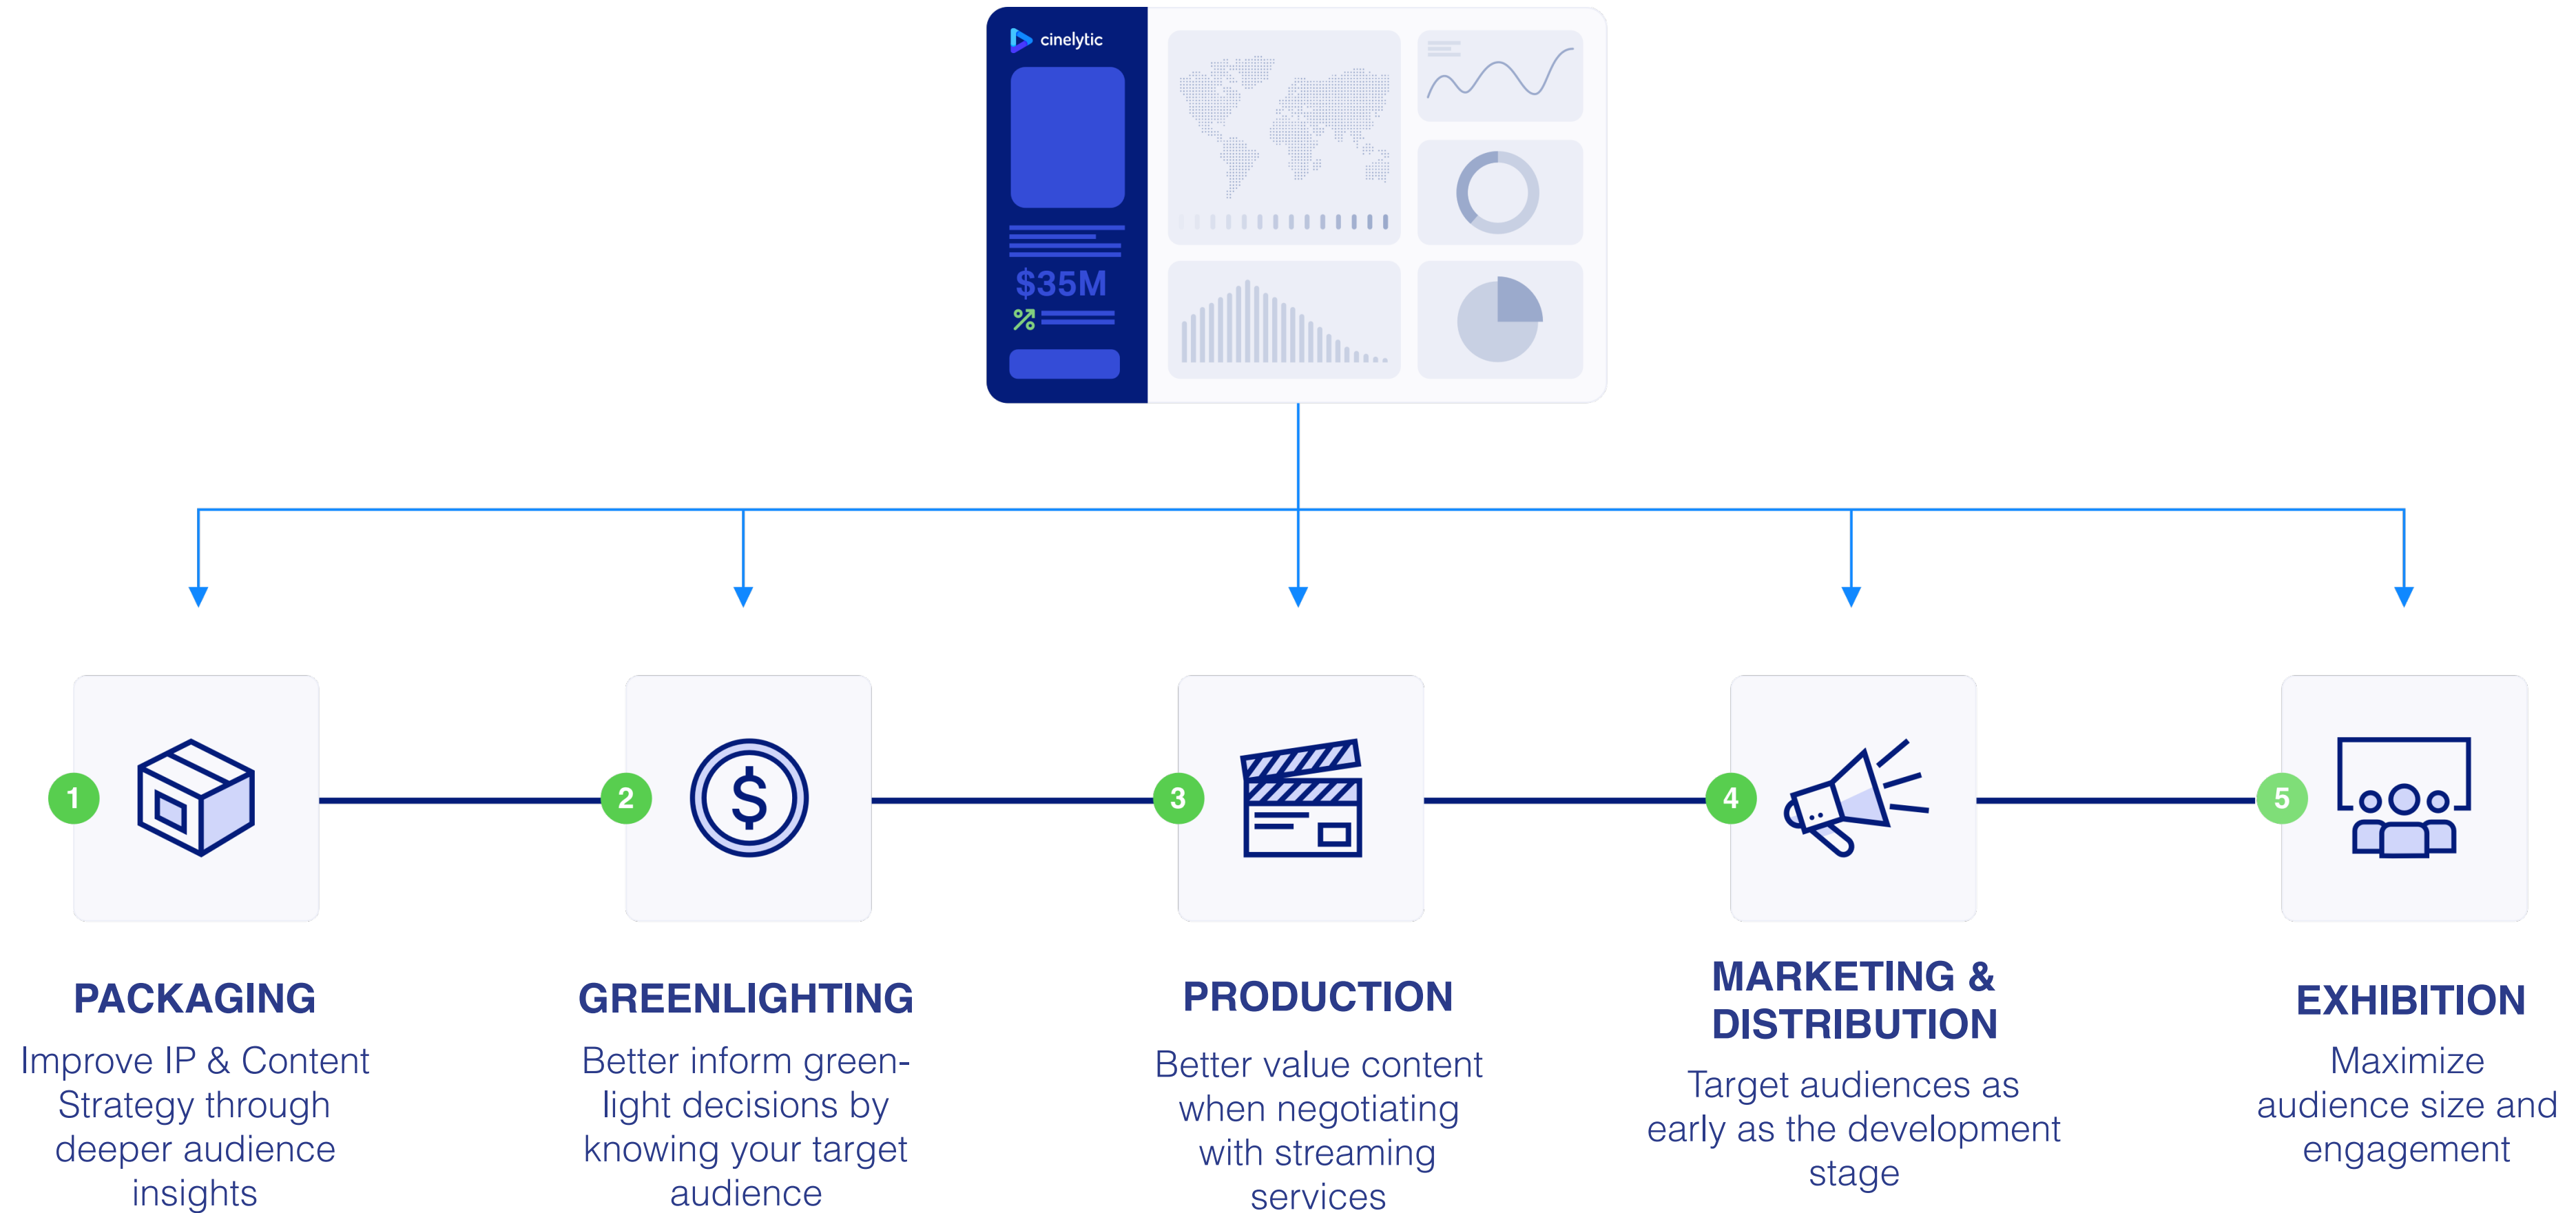 cinelytic
$35M
1
2
3
4
5
PACKAGING
Improve IP & Content
Strategy through
deeper audience
insights
GREENLIGHTING
Better inform green-
light decisions by
knowing your target
audience
PRODUCTION
Better value content
when negotiating
with streaming
services
MARKETING &
DISTRIBUTION
Target audiences as
early as the development
stage
EXHIBITION
Maximize
audience size and
engagement